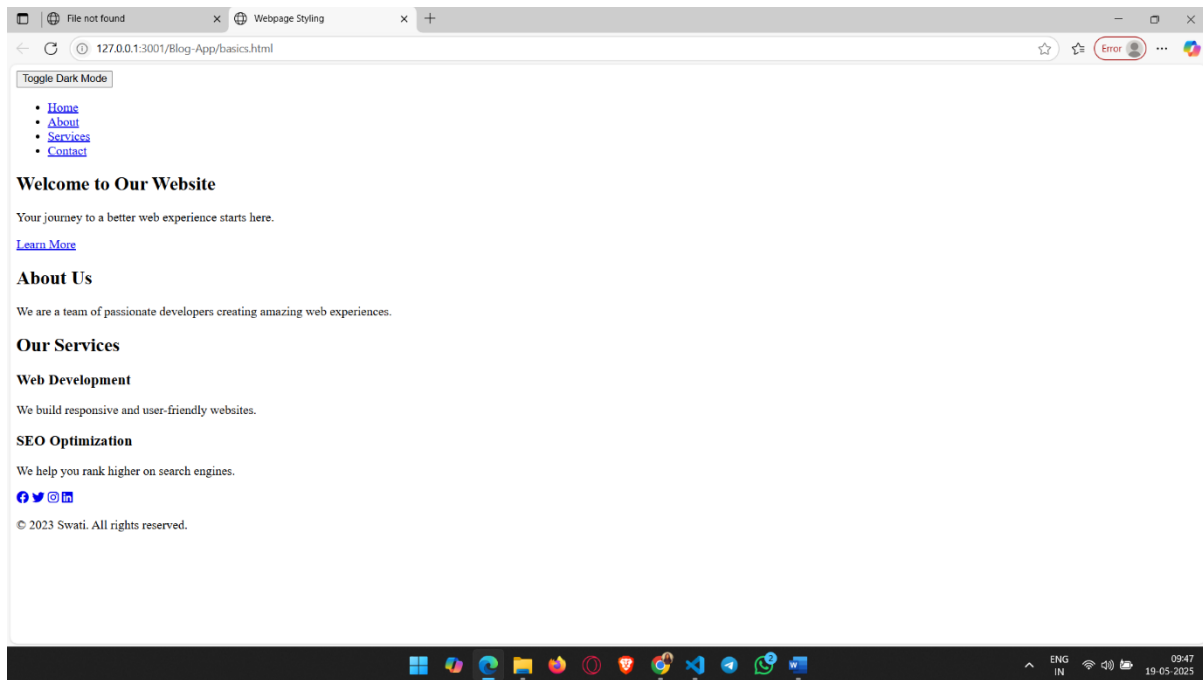 File not found
Webpage Styling
127.0.0.1:3001/Blog-App/basics.html
Error
Toggle Dark Mode
Home
About
Services
Contact
Welcome to Our Website
Your journey to a better web experience starts here.
Learn More
About Us
We are a team of passionate developers creating amazing web experiences.
Our Services
Web Development
We build responsive and user-friendly websites.
SEO Optimization
We help you rank higher on search engines.
© 2023 Swati. All rights reserved.
2
ENG
IN
09:47
19-05-2025